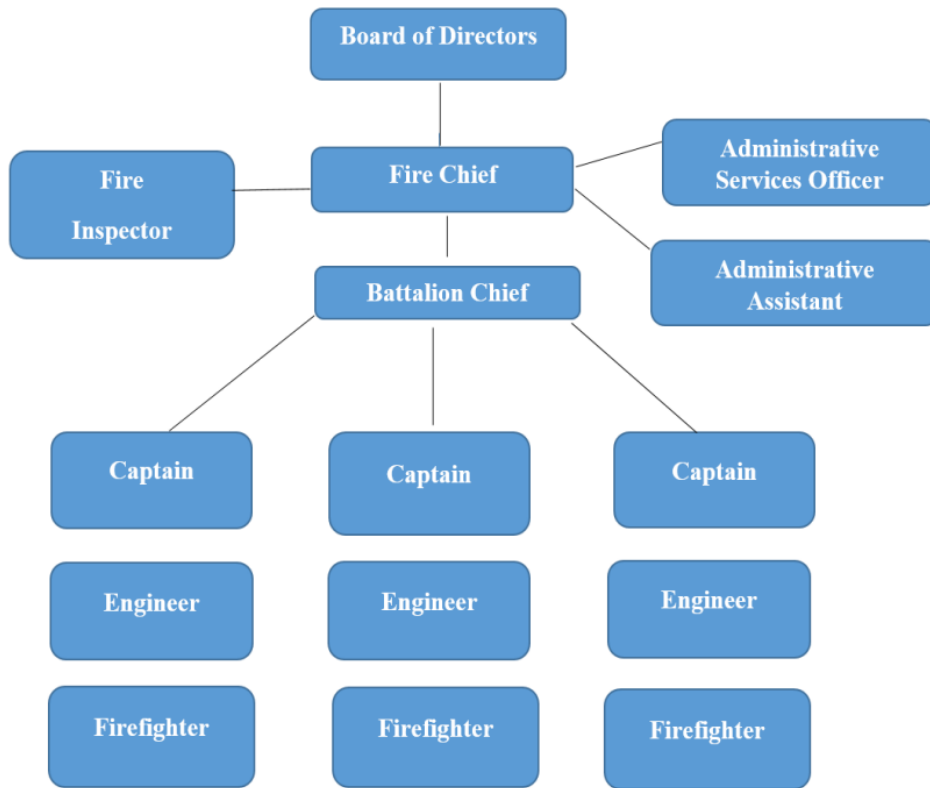 Board of Directors
Fire Chief
Fire
Inspector
Administrative
Services Officer
Administrative
Assistant
Battalion Chief
Captain
Captain
Captain
Engineer
Engineer
Engineer
Firefighter
Firefighter
Firefighter